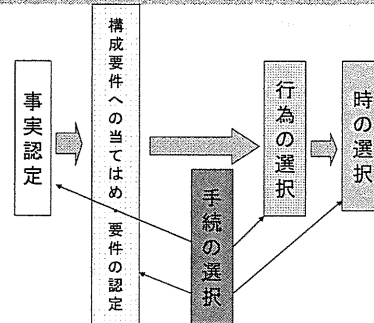 事実認定
構成要件への当てはめ・要件の認定
手続の選択
行為の選択
時の選択